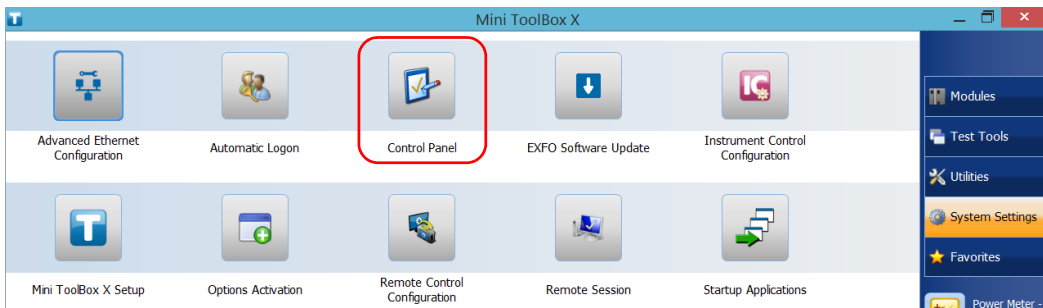 Mini ToolBox X
Advanced Ethernet
Configuration
Automatic Logon
Control Panel
EXFO Software Update
Instrument Control
Configuration
Mini ToolBox X Setup
Options Activation
Remote Control
Configuration
Remote Session
Startup Applications
Modules
Test Tools
Utilities
System Settings
Favorites
Power Meter -